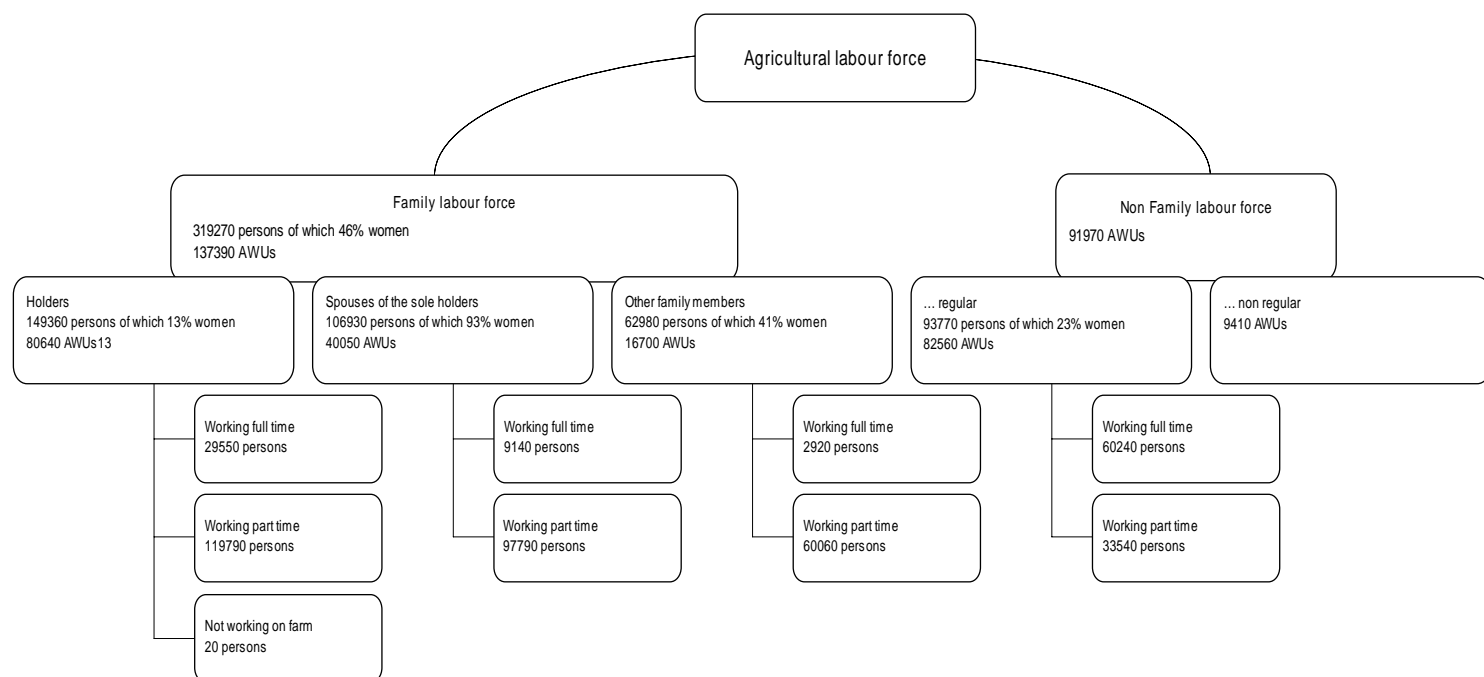 Agricultural labour force
Family labour force
319270 persons of which 46% women
137390 AWUs
Non Family labour force
91970 AWUs
Holders
149360 persons of which 13% women
80640 AWUs13
Spouses of the sole holders
106930 persons of which 93% women
40050 AWUs
Other family members
62980 persons of which 41% women
16700 AWUs
... regular
93770 persons of which 23% women
82560 AWUs
... non regular
9410 AWUs
Working full time
29550 persons
Working full time
9140 persons
Working full time
2920 persons
Working full time
60240 persons
Working part time
119790 persons
Working part time
97790 persons
Working part time
60060 persons
Working part time
33540 persons
Not working on farm
20 persons